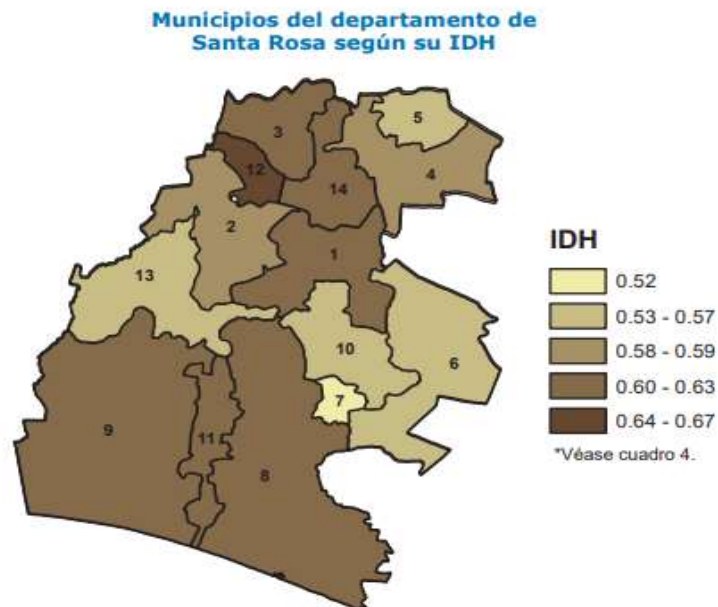 Municipios del departamento de
Santa Rosa según su IDH
5
3
12
4
14
2
1
13
10
6
7
9
11
8
IDH
0.52
0.53 - 0.57
0.58 - 0.59
0.60 - 0.63
0.64 - 0.67
*Véase cuadro 4.